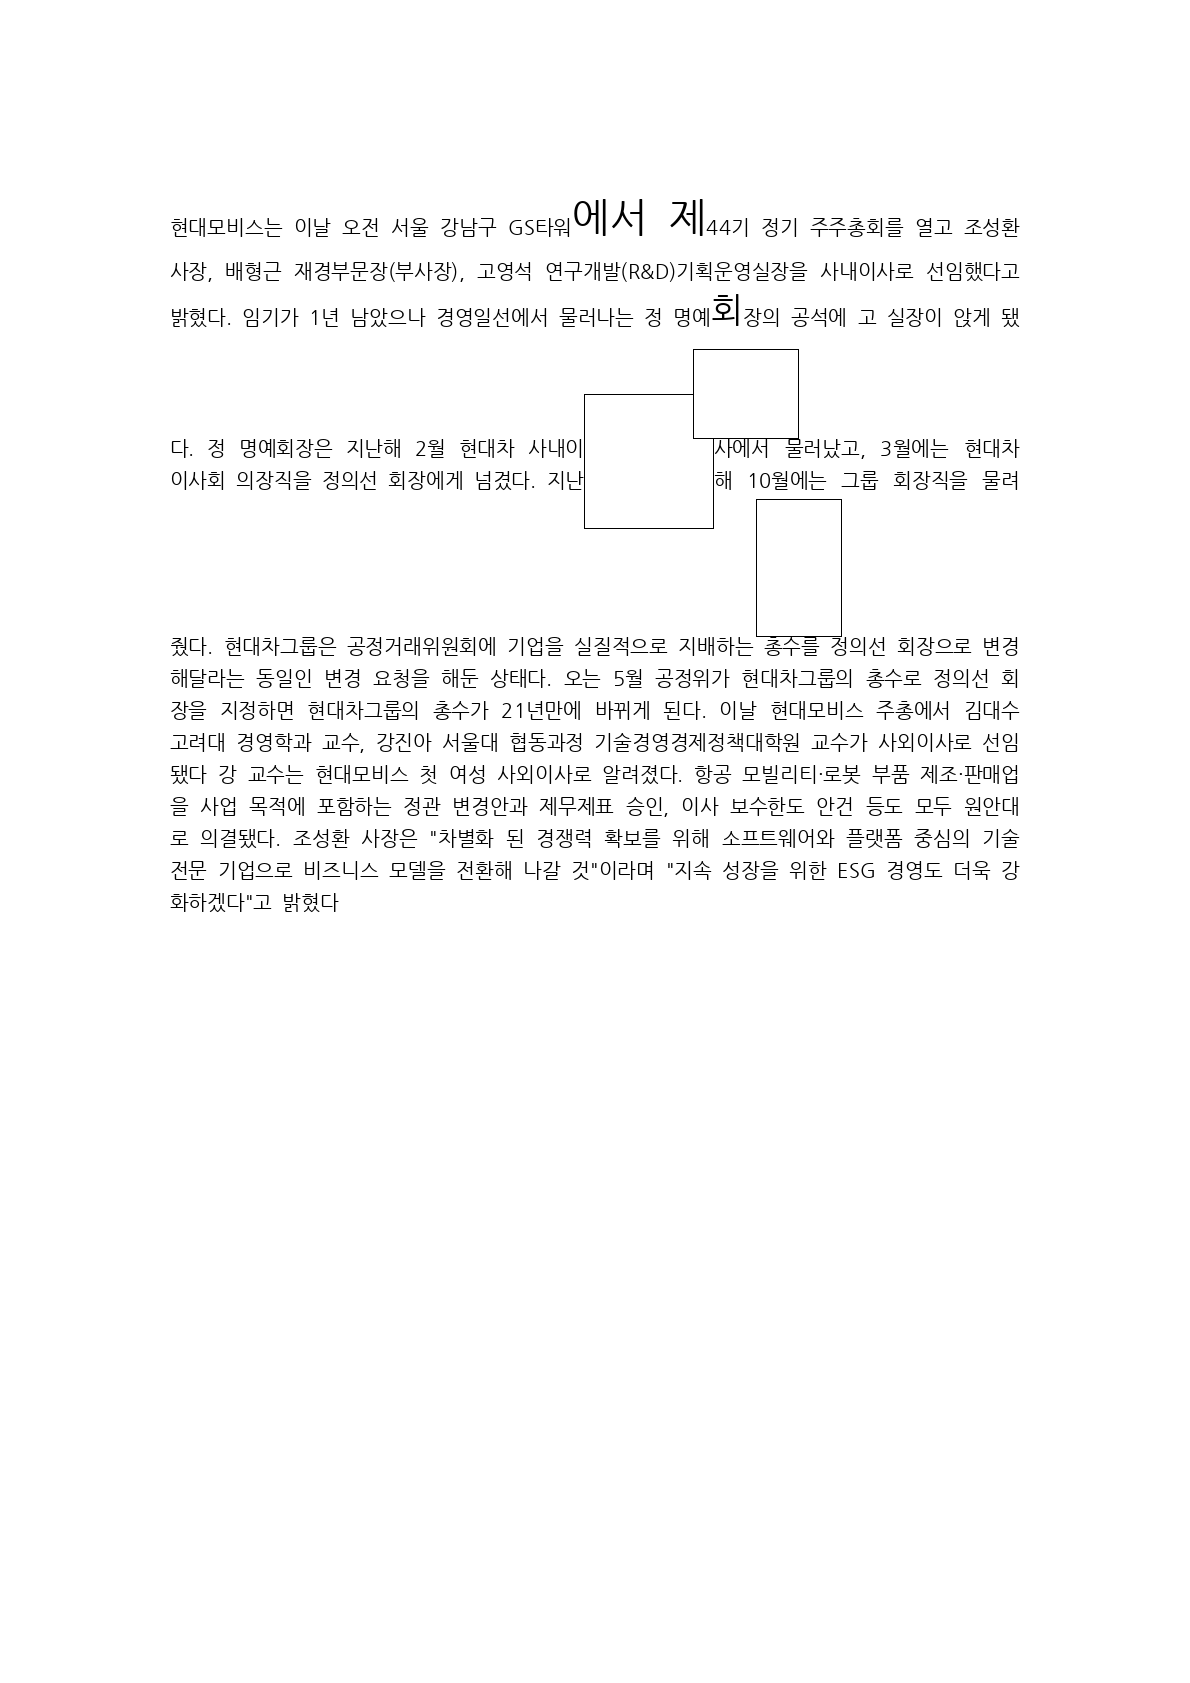 현대모비스는 이날 오전 서울 강남구 GS타워에서 제44기 정기 주주총회를 열고 조성환
사장, 배형근 재경부문장(부사장), 고영석 연구개발(R&D)기획운영실장을 사내이사로 선임했다고
밝혔다. 임기가 1년 남았으나 경영일선에서 물러나는 정 명예회장의 공석에 고 실장이 앉게 됐
다. 정 명예회장은 지난해 2월 현대차 사내이사에서 물러났고, 3월에는 현대차
이사회 의장직을 정의선 회장에게 넘겼다. 지난해 10월에는 그룹 회장직을 물려
줬다. 현대차그룹은 공정거래위원회에 기업을 실질적으로 지배하는 총수를 정의선 회장으로 변경
해달라는 동일인 변경 요청을 해둔 상태다. 오는 5월 공정위가 현대차그룹의 총수로 정의선 회
장을 지정하면 현대차그룹의 총수가 21년만에 바뀌게 된다. 이날 현대모비스 주총에서 김대수
고려대 경영학과 교수, 강진아 서울대 협동과정 기술경영경제정책대학원 교수가 사외이사로 선임
됐다 강 교수는 현대모비스 첫 여성 사외이사로 알려졌다. 항공 모빌리티·로봇 부품 제조·판매업
을 사업 목적에 포함하는 정관 변경안과 제무제표 승인, 이사 보수한도 안건 등도 모두 원안대
로 의결됐다. 조성환 사장은 "차별화 된 경쟁력 확보를 위해 소프트웨어와 플랫폼 중심의 기술
전문 기업으로 비즈니스 모델을 전환해 나갈 것"이라며 "지속 성장을 위한 ESG 경영도 더욱 강
화하겠다"고 밝혔다